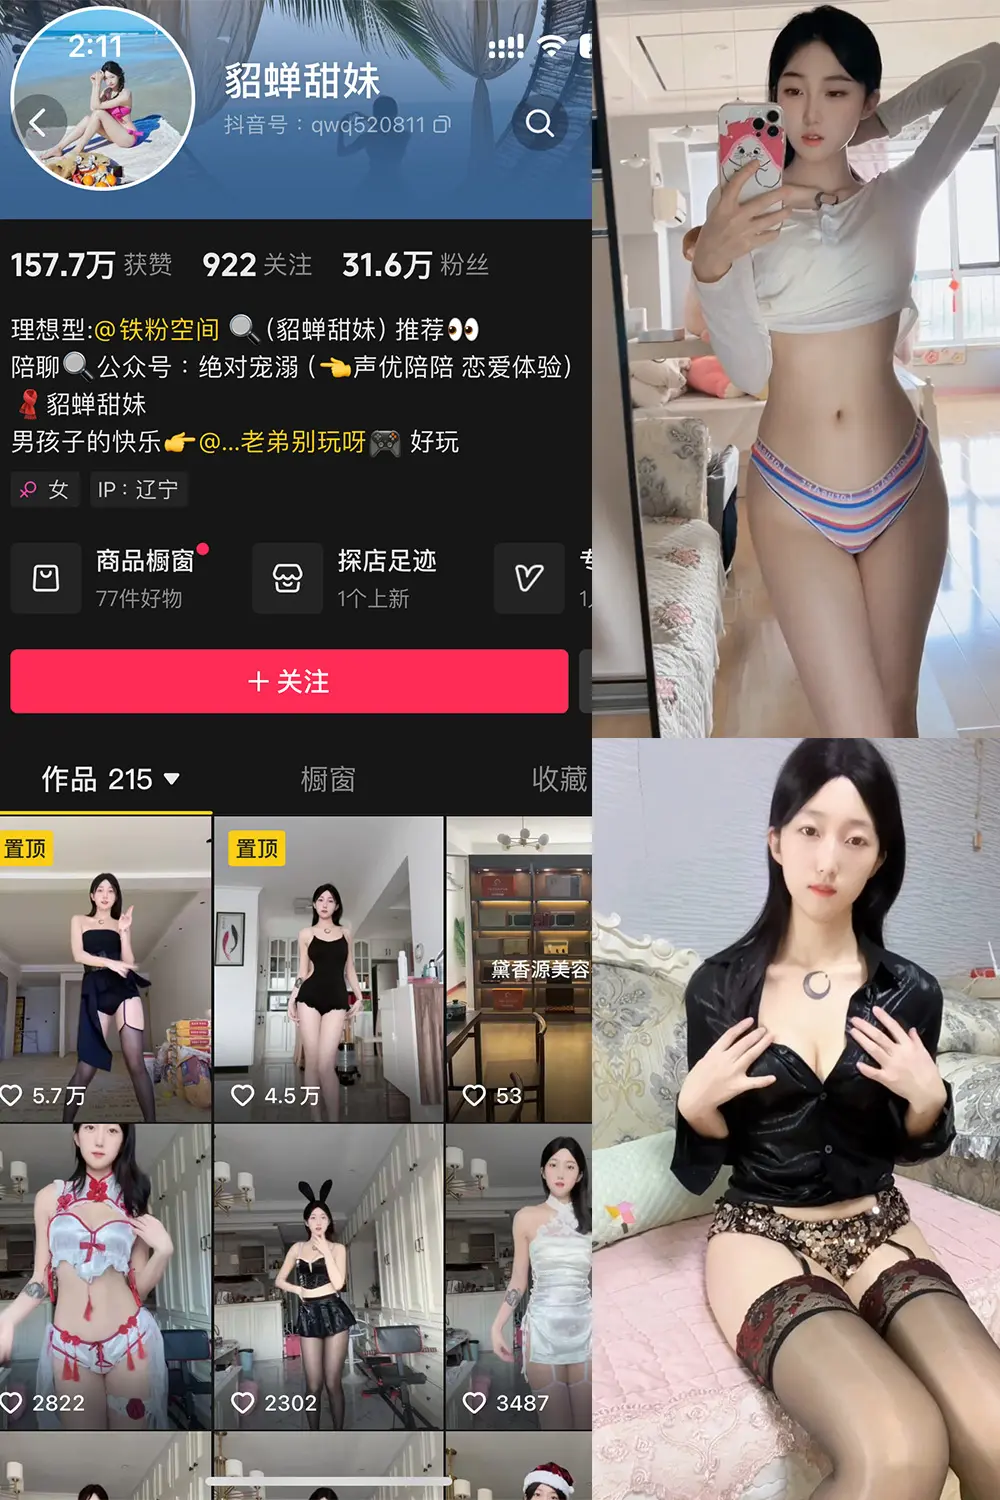 2:11
貂蝉甜妹
抖音号：qwq520811
157.7万 获赞 922 关注 31.6万 粉丝
理想型:@铁粉空间 🔍 (貂蝉甜妹) 推荐👀
陪聊🔍公众号：绝对宠溺 (👈声优陪陪 恋爱体验)
🧣貂蝉甜妹
男孩子的快乐👉@...老弟别玩呀🎮 好玩
女 IP：辽宁
商品橱窗
77件好物
探店足迹
1个上新
+ 关注
作品 215 橱窗 收藏
置顶
5.7万
置顶
4.5万
黛香源美容
53
2822
2302
3487